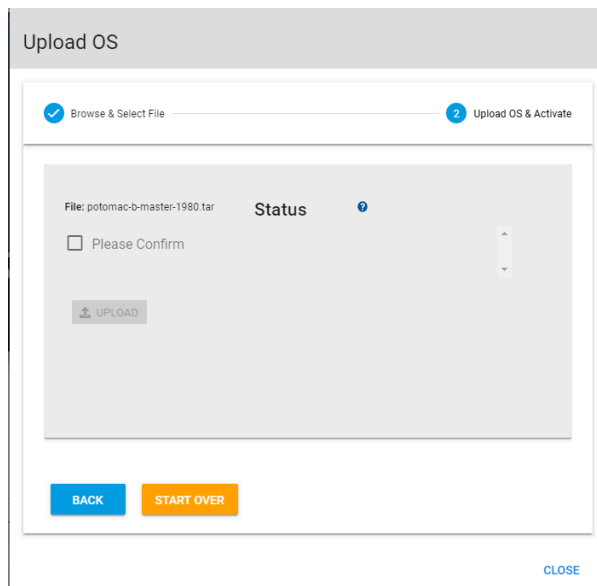 Upload OS
Browse & Select File
2 Upload OS & Activate
File: potomac-b-master-1980.tar
Status
?
Please Confirm
UPLOAD
BACK
START OVER
CLOSE